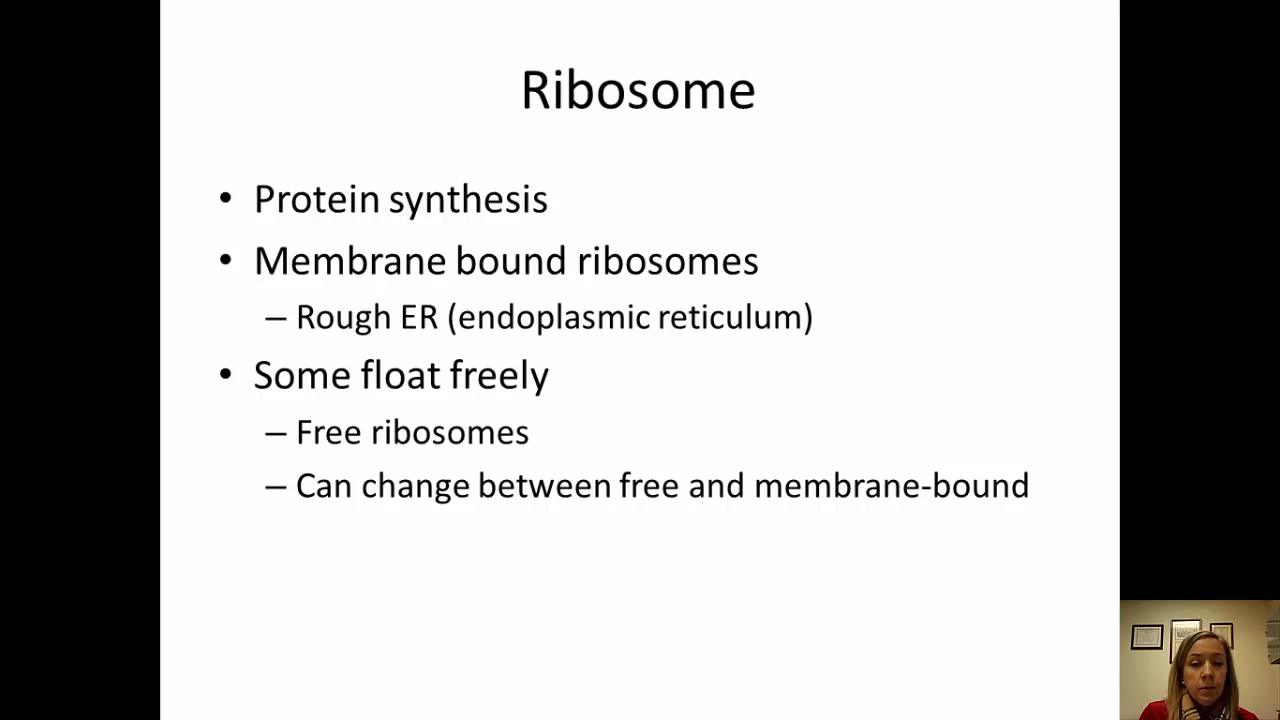 Ribosome
• Protein synthesis
• Membrane bound ribosomes
– Rough ER (endoplasmic reticulum)
• Some float freely
– Free ribosomes
– Can change between free and membrane-bound